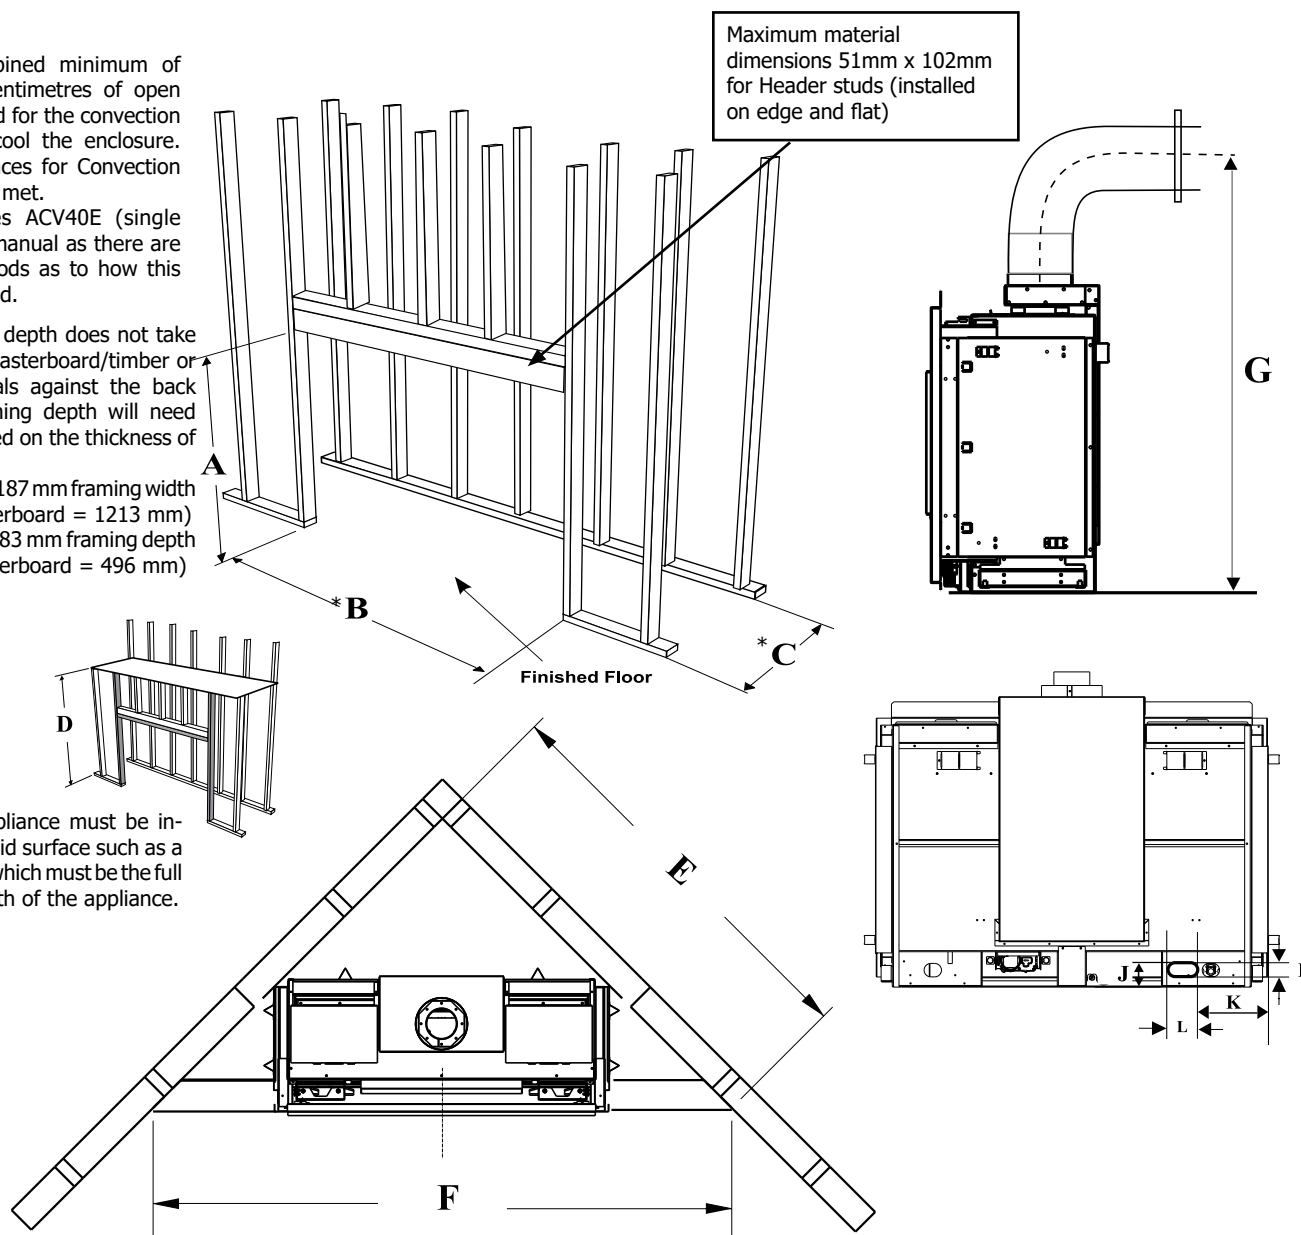 bined minimum of
entimetres of open
d for the convection
cool the enclosure.
ces for Convection
met.
es ACV40E (single
manual as there are
ods as to how this
d.
depth does not take
asterboard/timber or
als against the back
ning depth will need
ed on the thickness of
187 mm framing width
erboard = 1213 mm)
83 mm framing depth
erboard = 496 mm)
Maximum material
dimensions 51mm x 102mm
for Header studs (installed
on edge and flat)
A
*B
*C
Finished Floor
G
D
pliance must be in-
id surface such as a
which must be the full
th of the appliance.
E
F
J
K
L